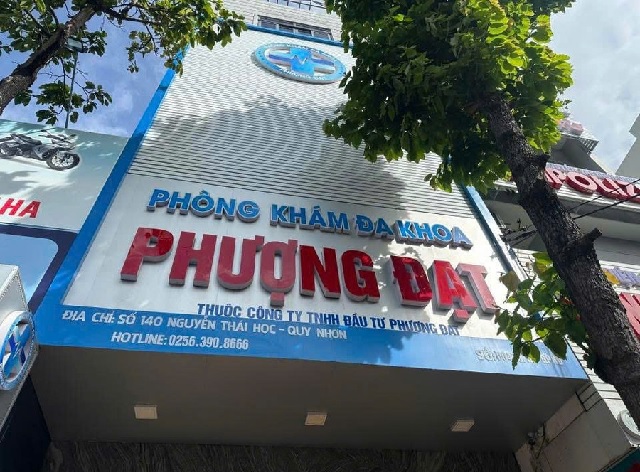 PHÒNG KHÁM ĐA KHOA
PHƯỢNG ĐẠT
THUỘC CÔNG TY TNHH ĐẦU TƯ PHƯỢNG ĐẠT
ĐỊA CHỈ: SỐ 140 NGUYỄN THÁI HỌC - QUY NHƠN
HOTLINE: 0256.390.8666